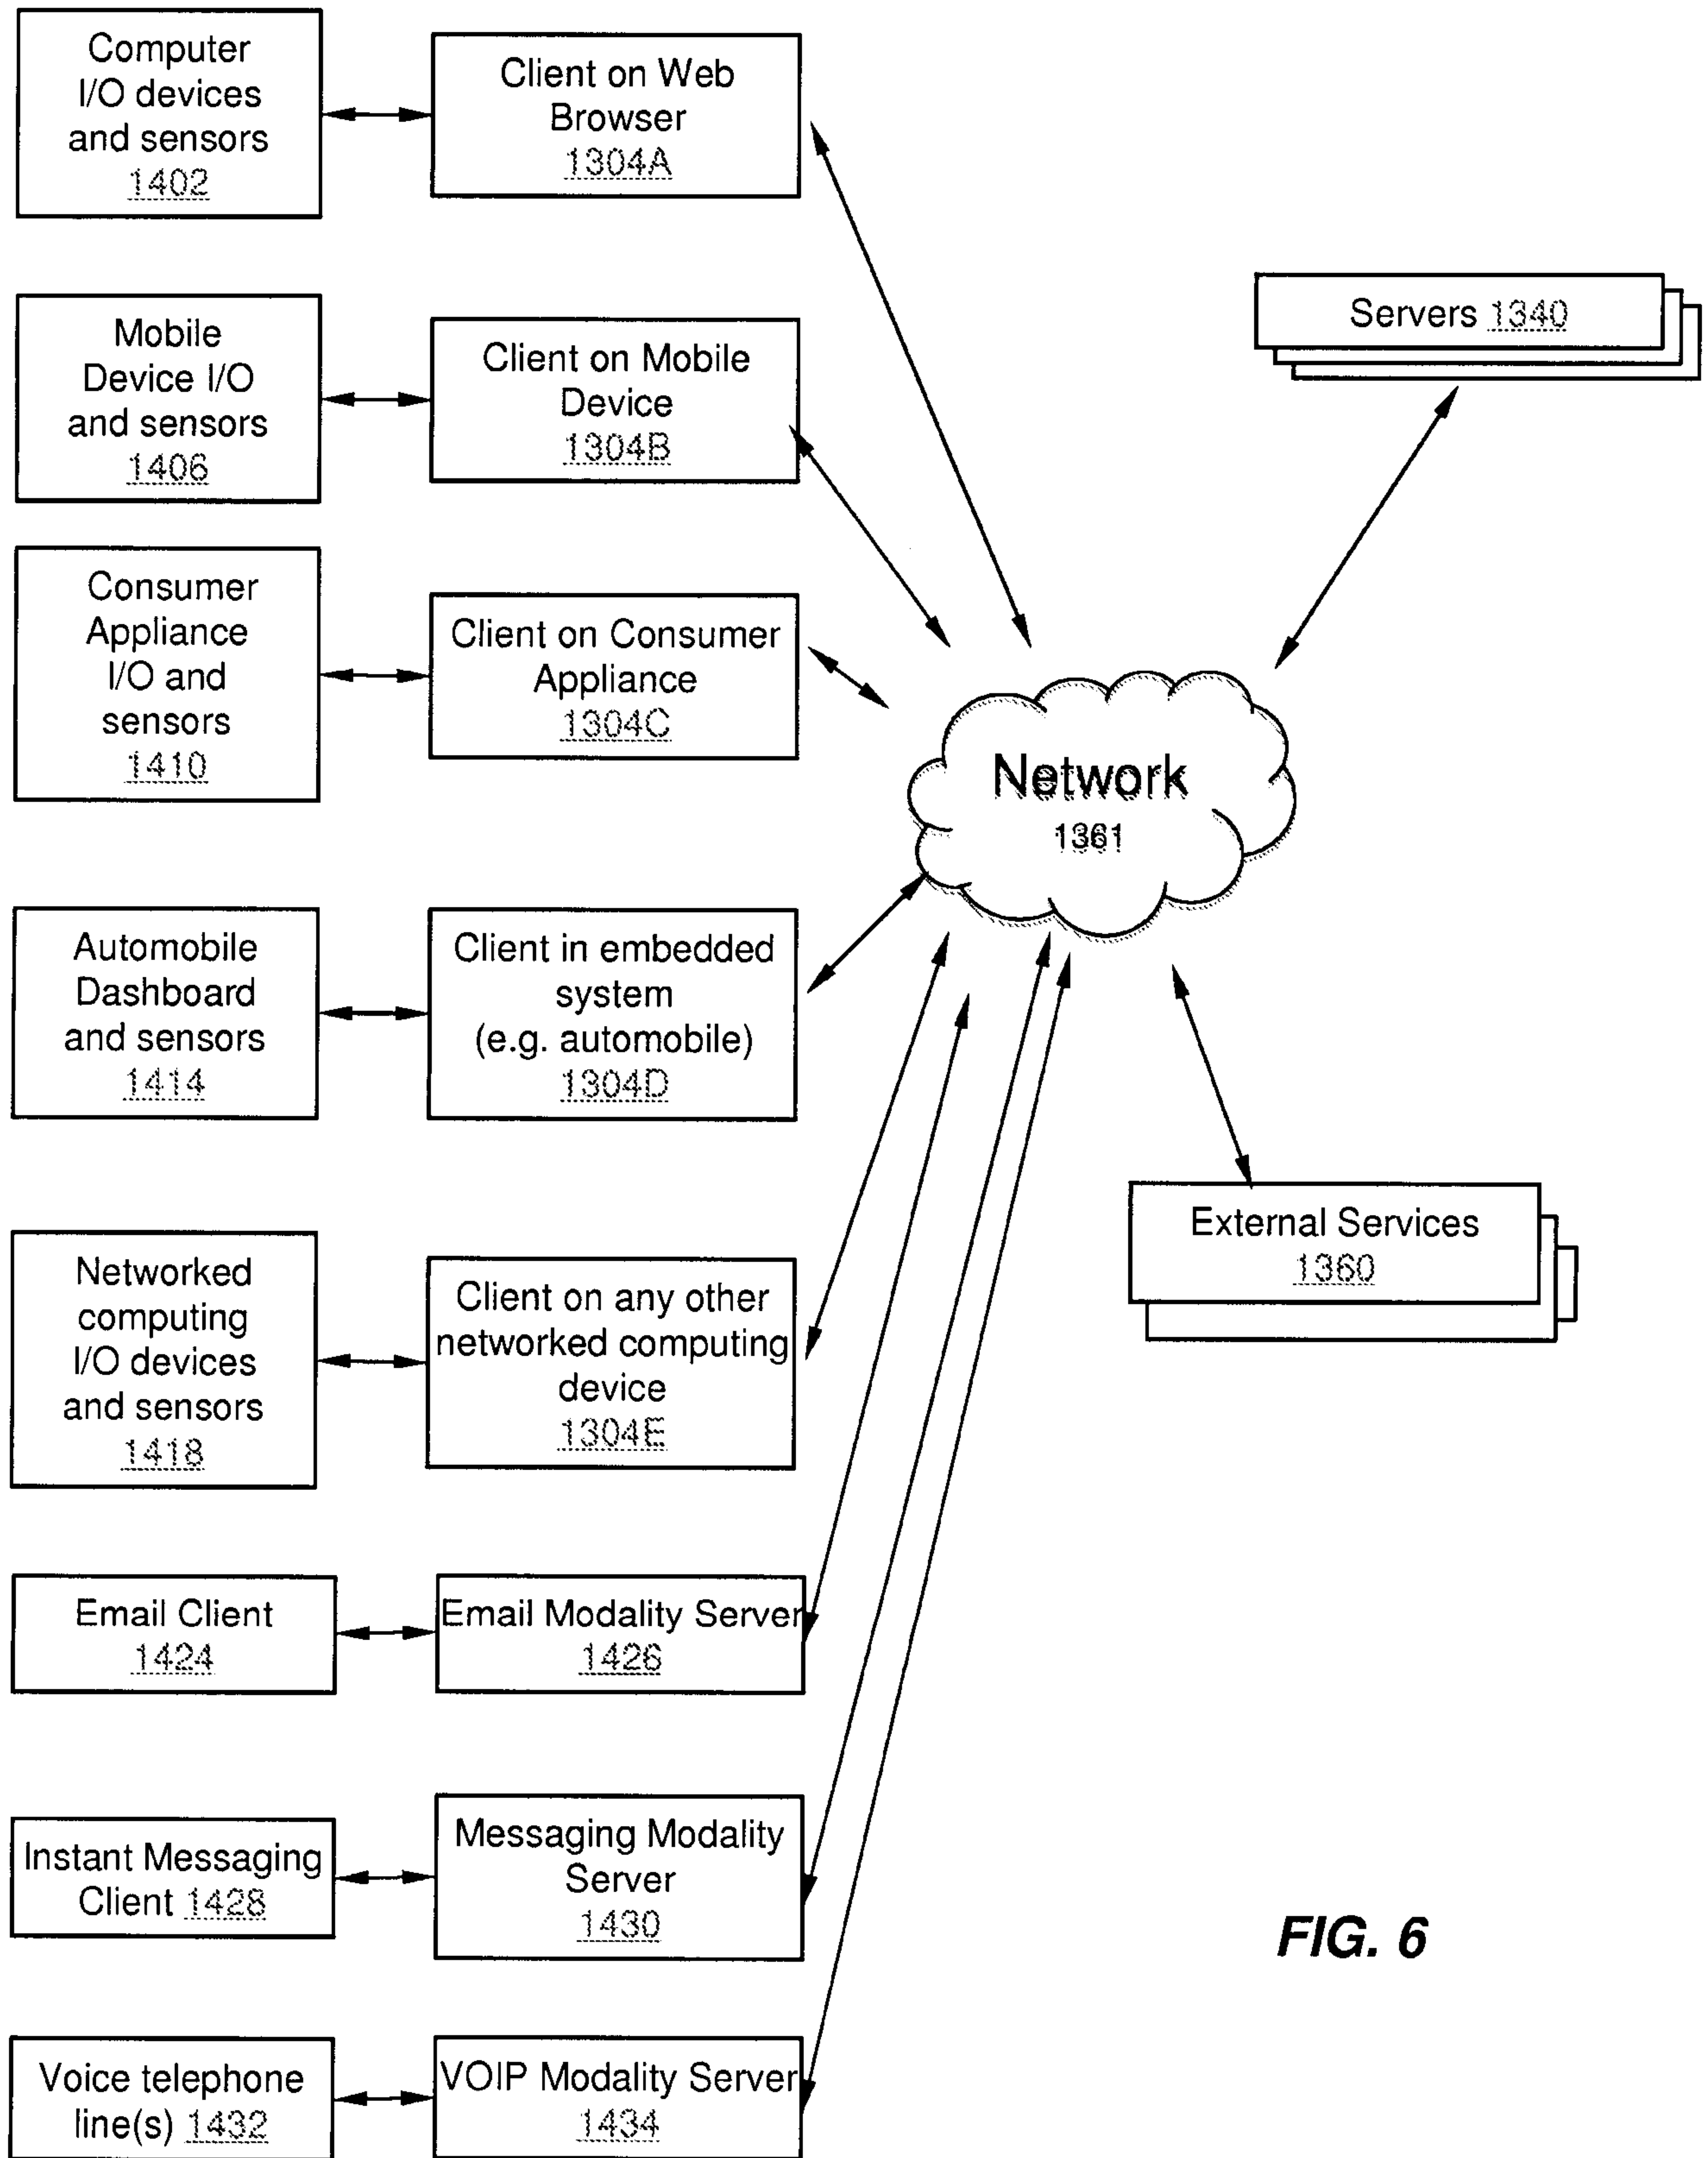 Computer
I/O devices
and sensors
1402
Client on Web
Browser
1304A
Mobile
Device I/O
and sensors
1406
Client on Mobile
Device
1304B
Servers 1340
Consumer
Appliance
I/O and
sensors
1410
Client on Consumer
Appliance
1304C
Network
1361
Automobile
Dashboard
and sensors
1414
Client in embedded
system
(e.g. automobile)
1304D
External Services
1360
Networked
computing
I/O devices
and sensors
1418
Client on any other
networked computing
device
1304E
Email Client
1424
Email Modality Server
1426
Instant Messaging
Client 1428
Messaging Modality
Server
1430
Voice telephone
line(s) 1432
VOIP Modality Server
1434
FIG. 6